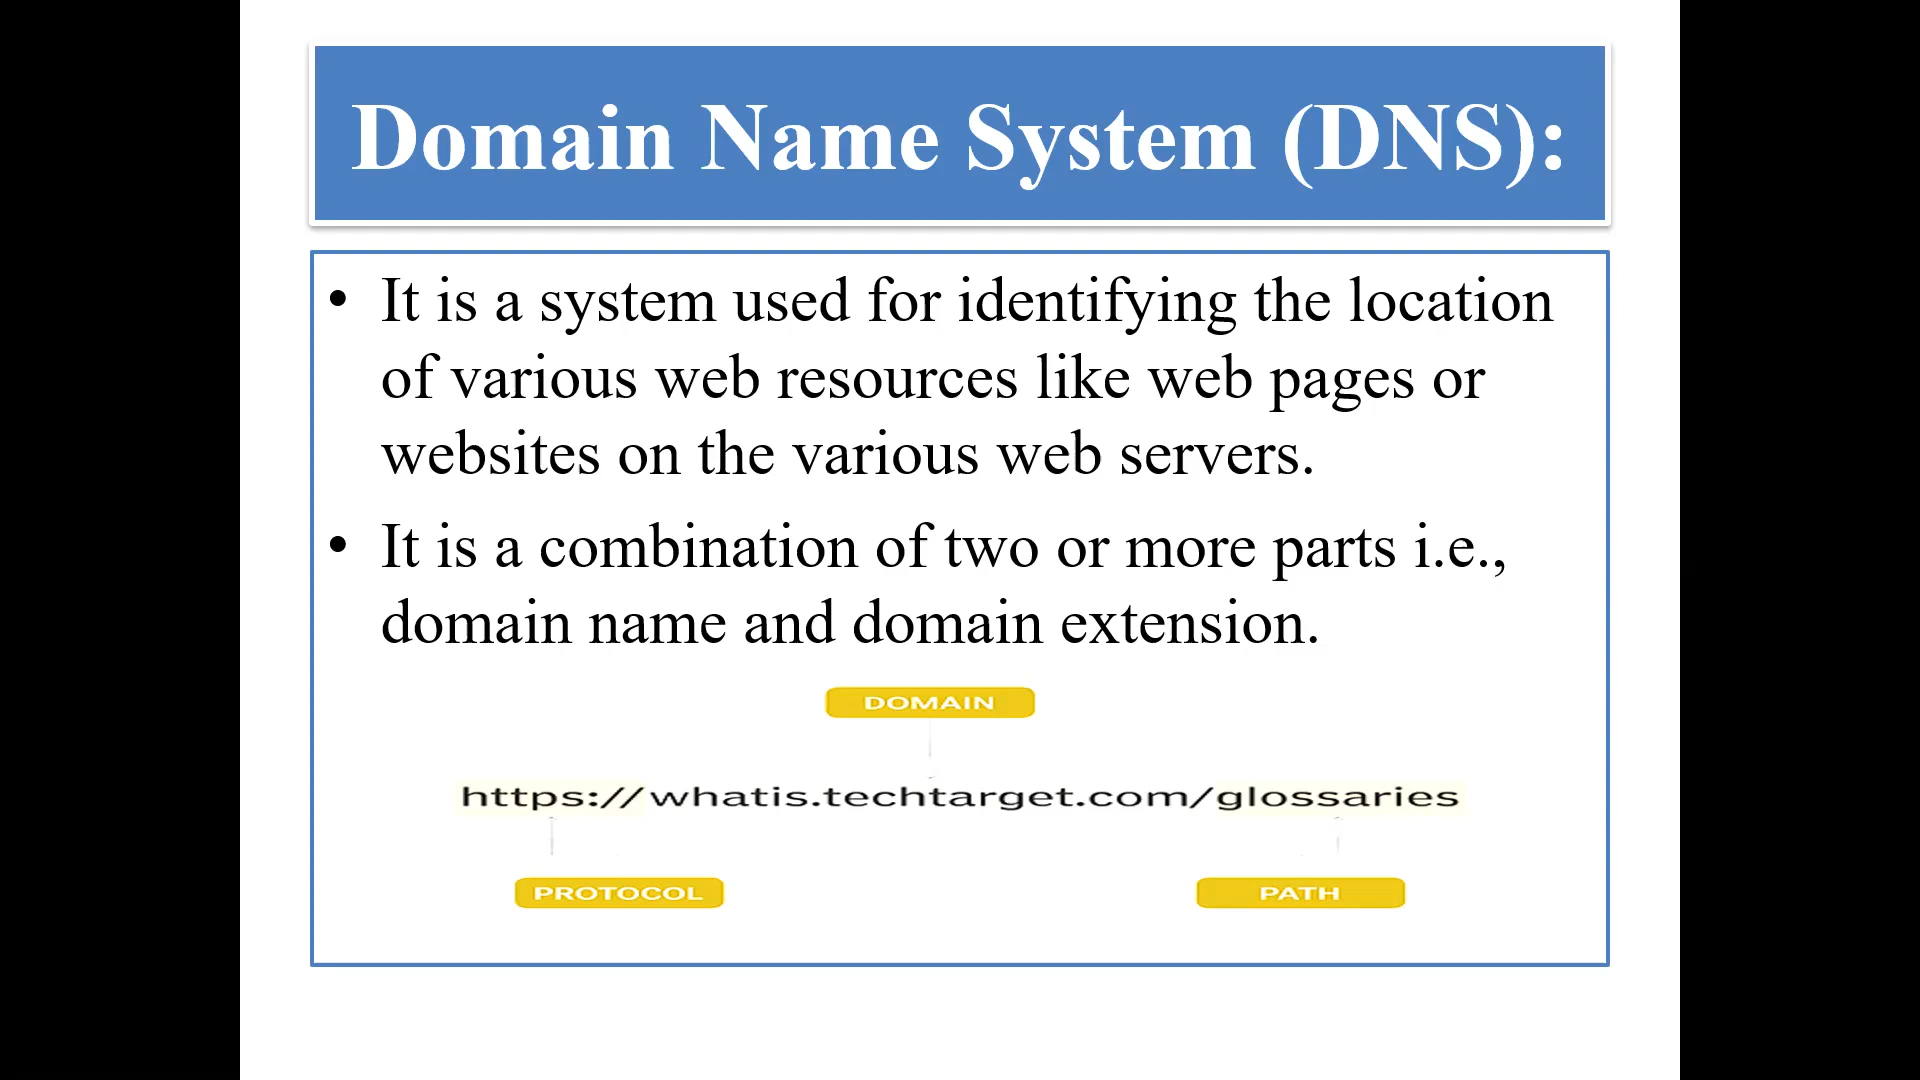 Domain Name System (DNS):
• It is a system used for identifying the location
of various web resources like web pages or
websites on the various web servers.
• It is a combination of two or more parts i.e.,
domain name and domain extension.
DOMAIN
https://whatis.techtarget.com/glossaries
PROTOCOL PATH